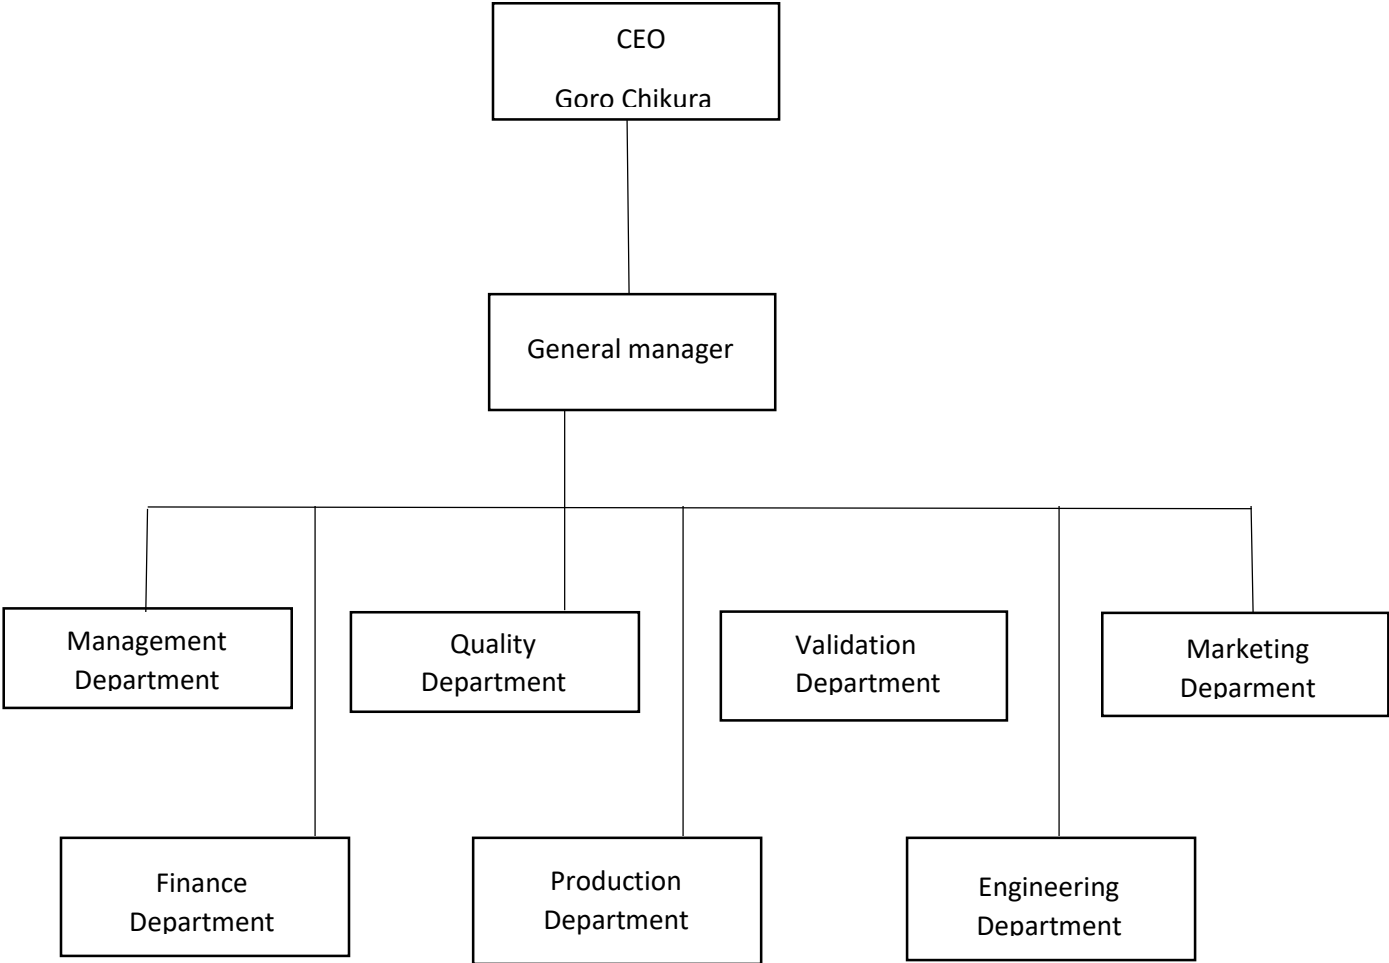 CEO
Goro Chikura
General manager
Management
Department
Quality
Department
Validation
Department
Marketing
Deparment
Finance
Department
Production
Department
Engineering
Department